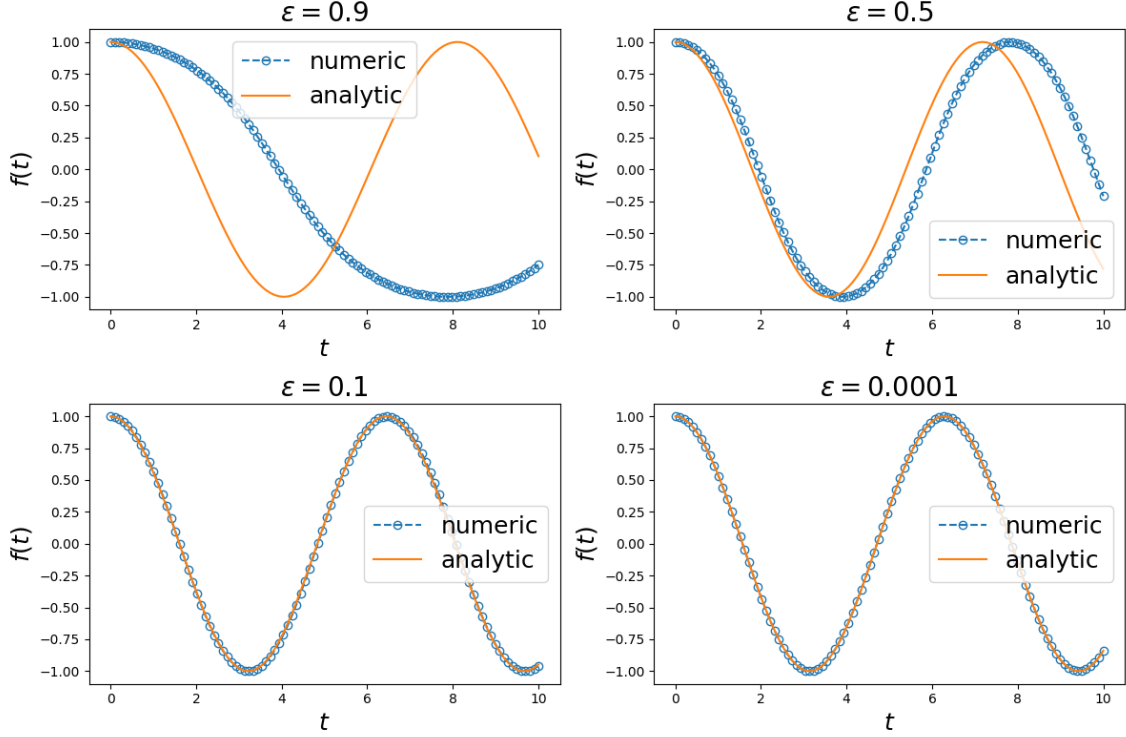 ε = 0.9
1.00
0.75
0.50
0.25
0.00
−0.25
−0.50
−0.75
−1.00
f(t)
numeric
analytic
0 2 4 6 8 10
t
ε = 0.5
1.00
0.75
0.50
0.25
0.00
−0.25
−0.50
−0.75
−1.00
f(t)
numeric
analytic
0 2 4 6 8 10
t
ε = 0.1
1.00
0.75
0.50
0.25
0.00
−0.25
−0.50
−0.75
−1.00
f(t)
numeric
analytic
0 2 4 6 8 10
t
ε = 0.0001
1.00
0.75
0.50
0.25
0.00
−0.25
−0.50
−0.75
−1.00
f(t)
numeric
analytic
0 2 4 6 8 10
t